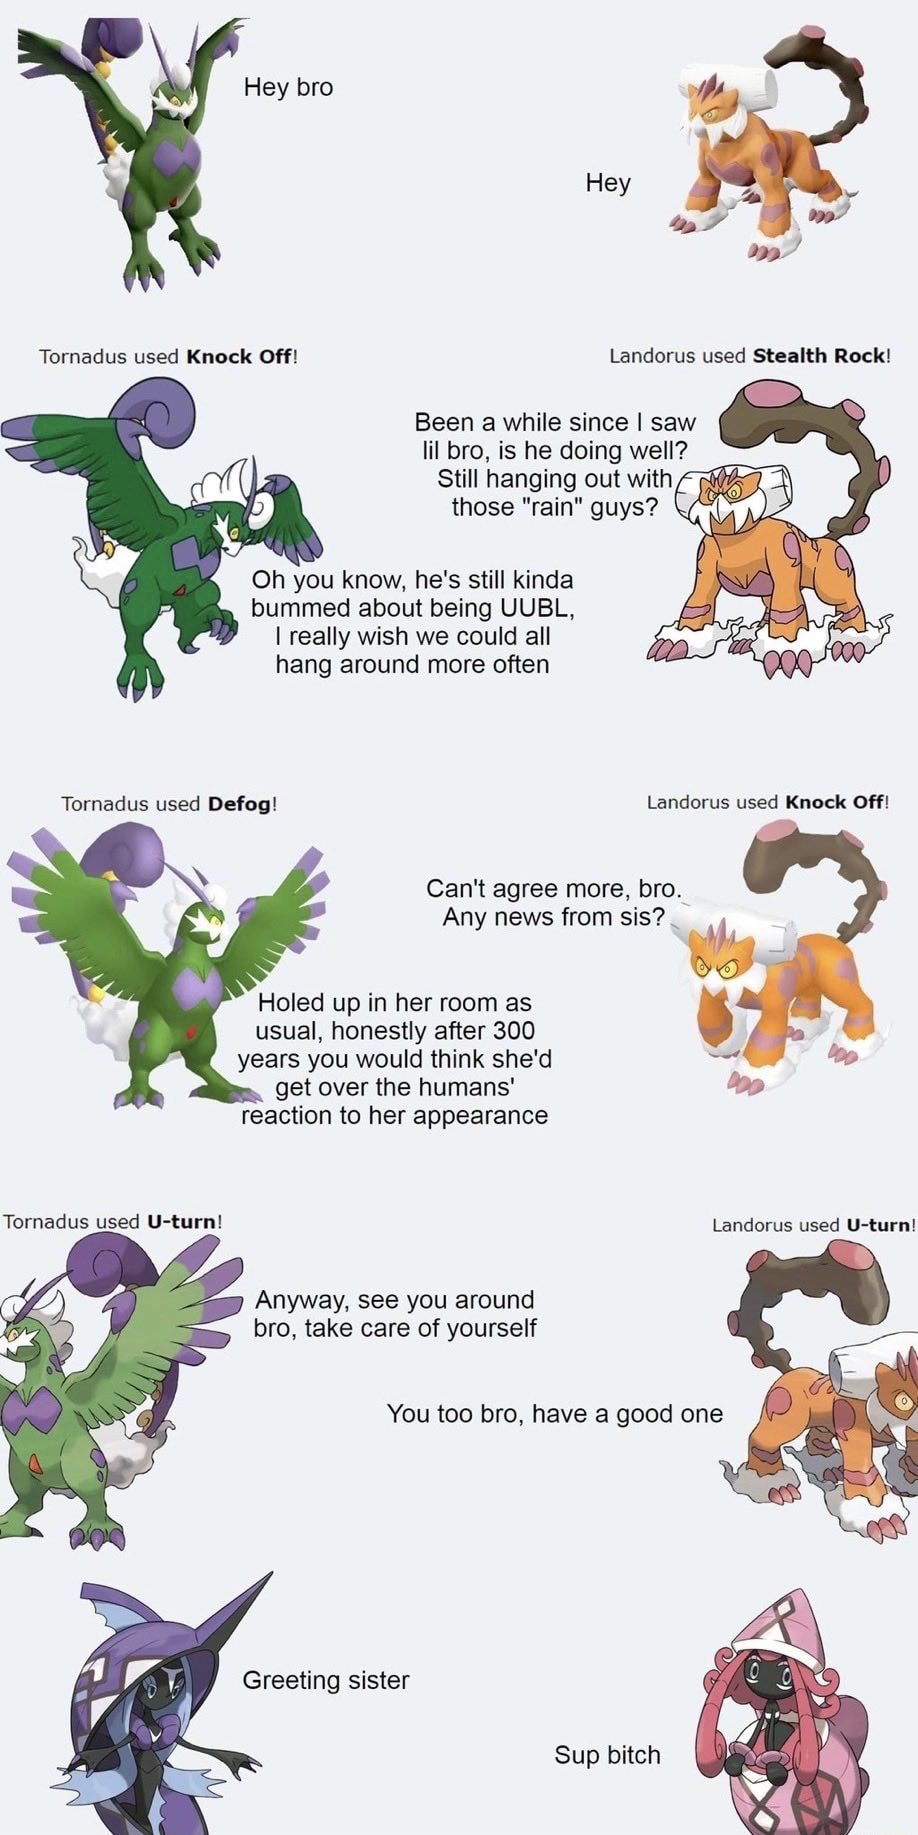 Hey bro
Hey
Tornadus used Knock Off!
Landorus used Stealth Rock!
Been a while since I saw
lil bro, is he doing well?
Still hanging out with
those "rain" guys?
Oh you know, he's still kinda
bummed about being UUBL,
I really wish we could all
hang around more often
Tornadus used Defog!
Landorus used Knock Off!
Can't agree more, bro.
Any news from sis?
Holed up in her room as
usual, honestly after 300
years you would think she'd
get over the humans'
reaction to her appearance
Tornadus used U-turn!
Landorus used U-turn!
Anyway, see you around
bro, take care of yourself
You too bro, have a good one
Greeting sister
Sup bitch